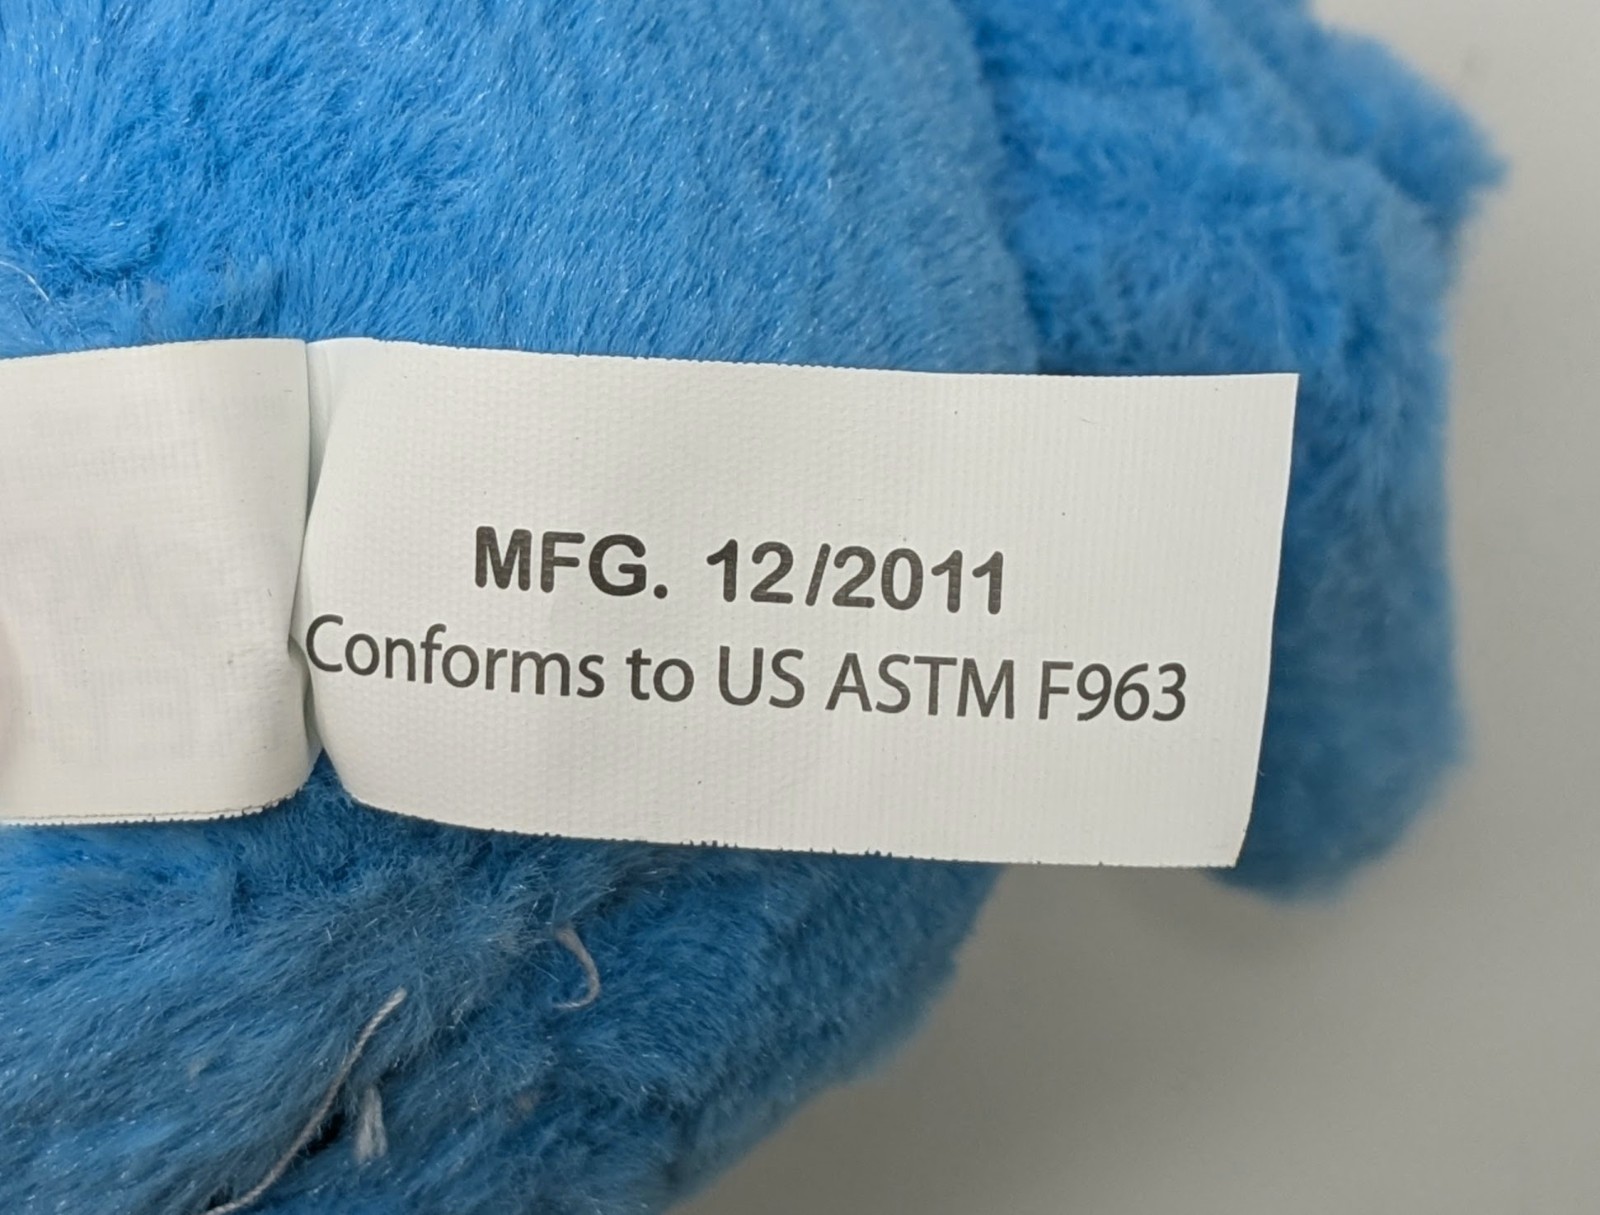 MFG. 12/2011
Conforms to US ASTM F963